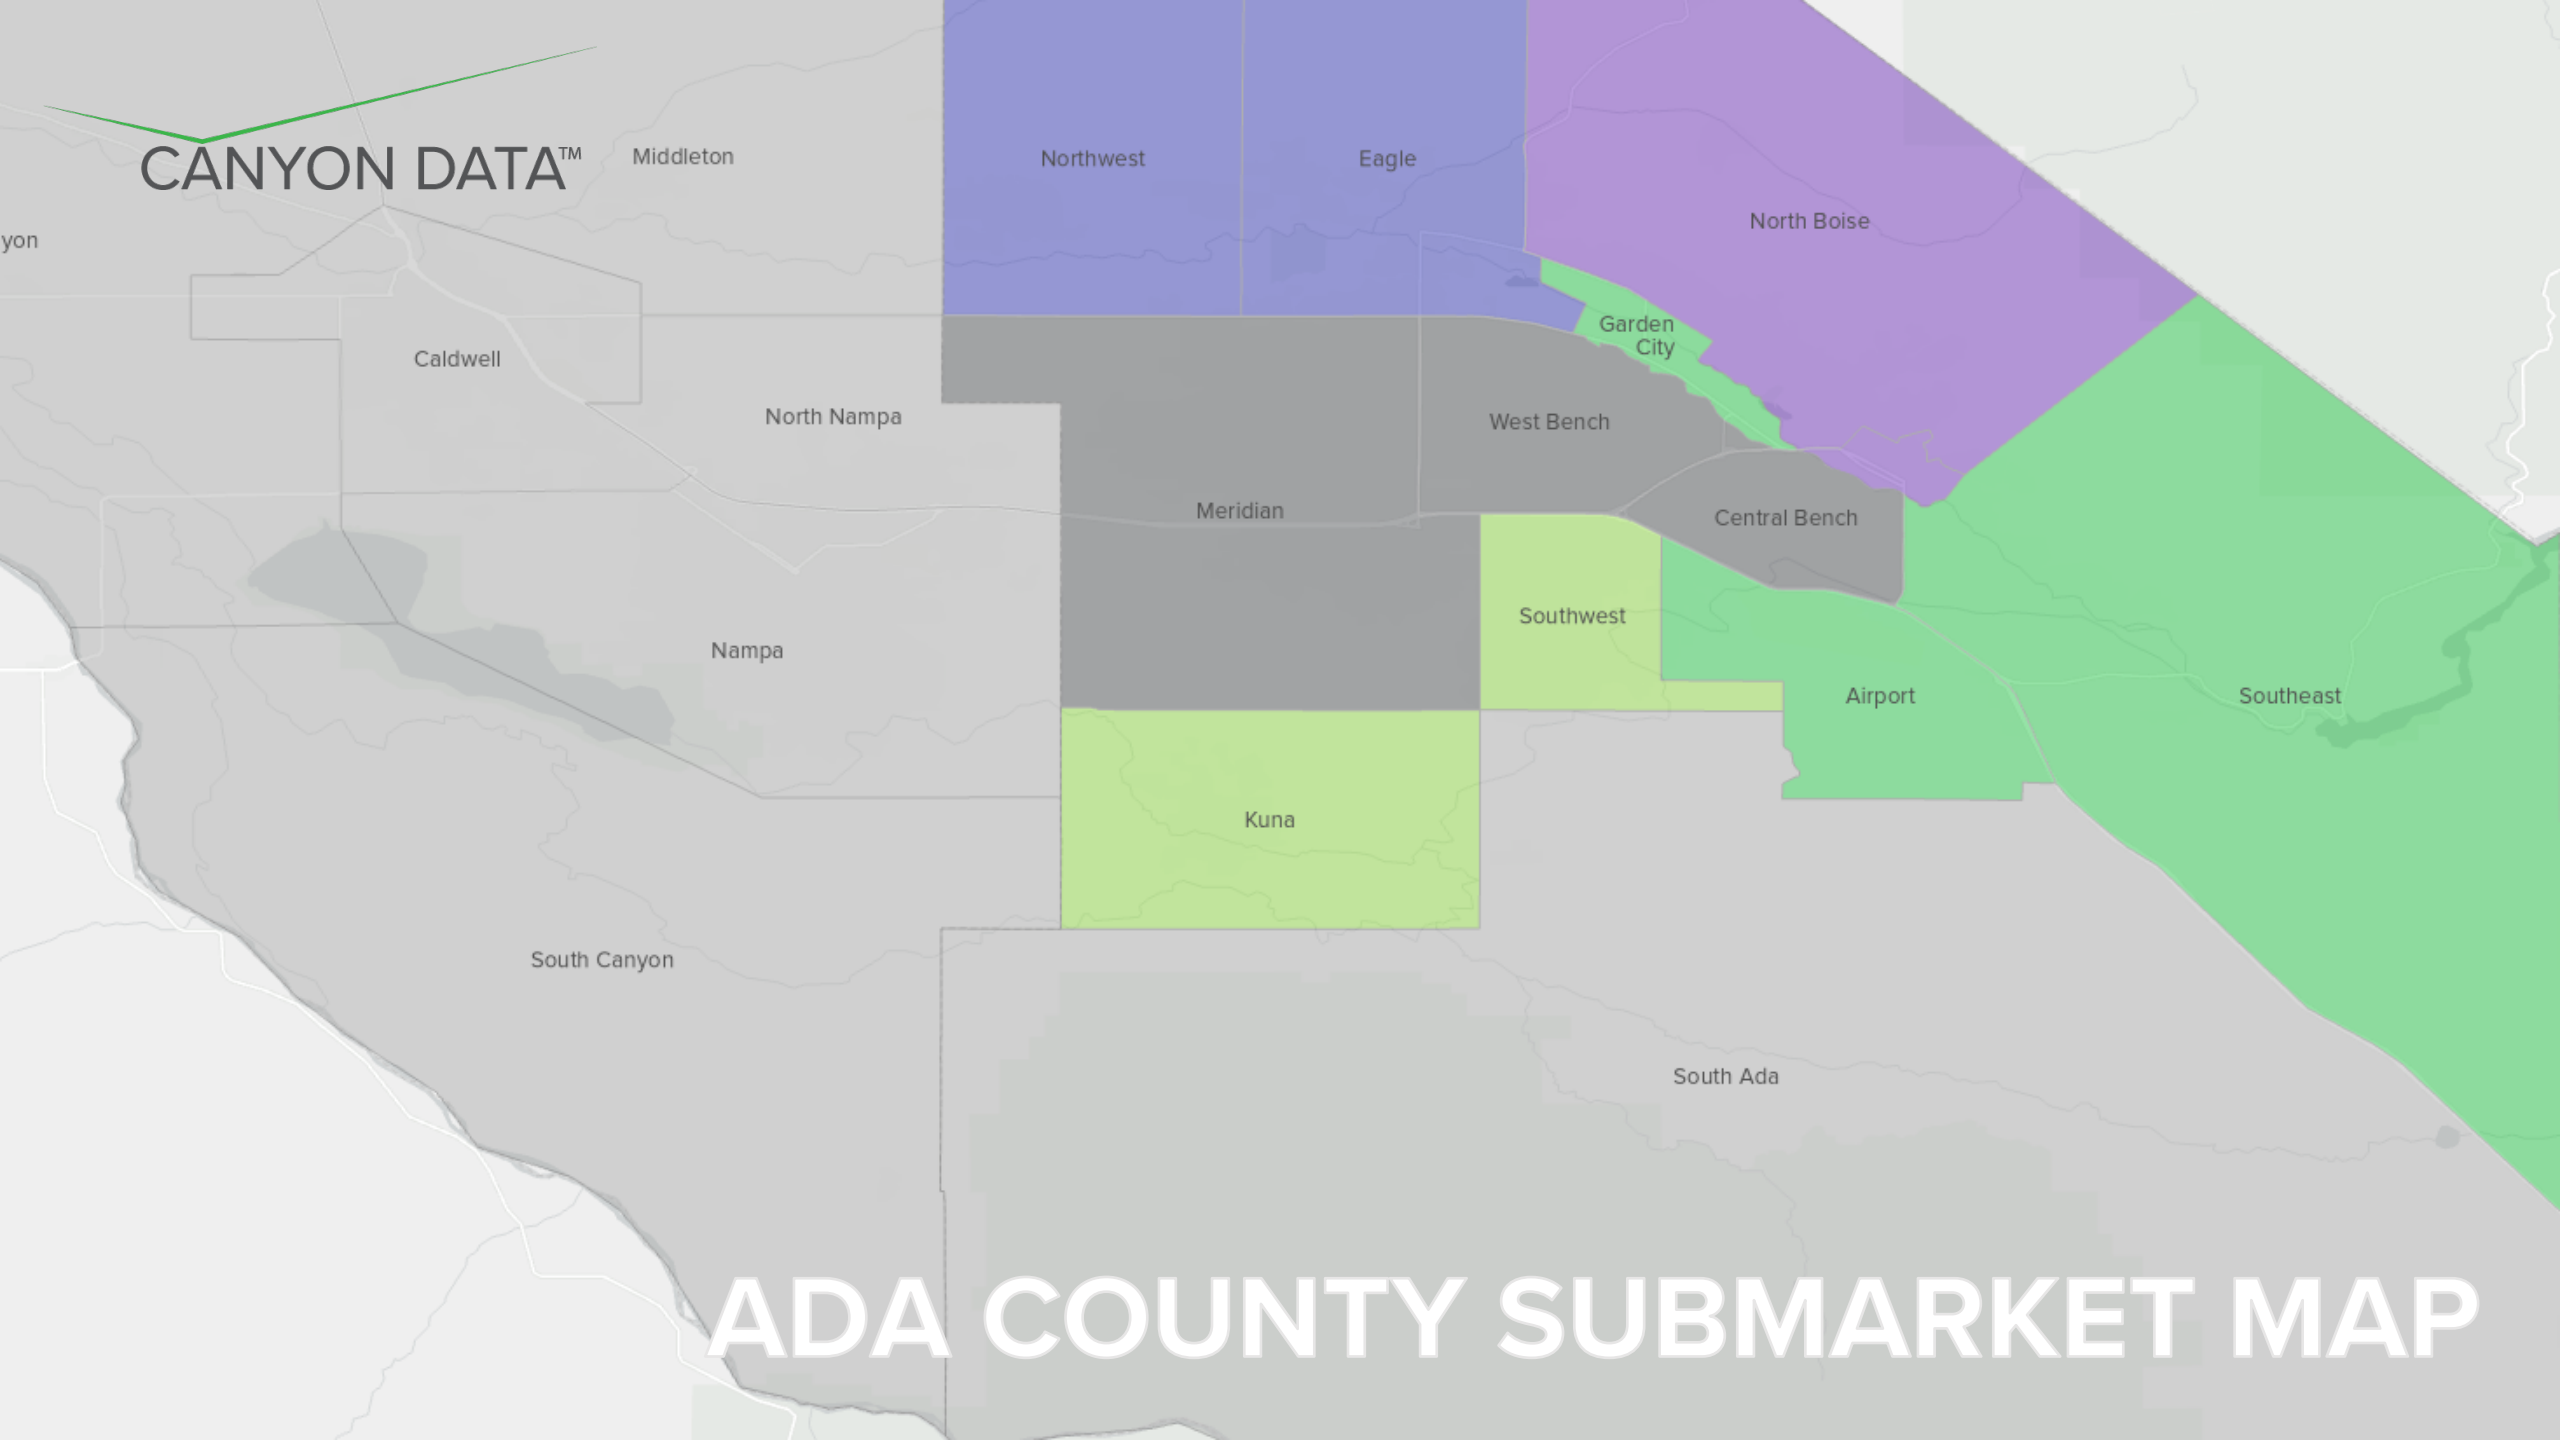 CANYON DATA™
Middleton
Northwest
Eagle
North Boise
yon
Garden
City
Caldwell
North Nampa
West Bench
Meridian
Central Bench
Southwest
Nampa
Airport
Southeast
Kuna
South Canyon
South Ada
ADA COUNTY SUBMARKET MAP